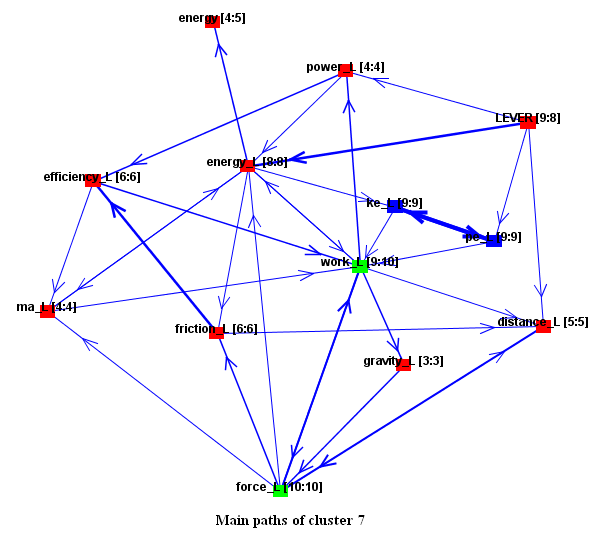 energy [4:5]
power_L [4:4]
LEVER [9:8]
energy_L [8:8]
efficiency_L [6:6]
ke_L [9:9]
pe_L [9:9]
work_L [9:10]
ma_L [4:4]
friction_L [6:6]
distance_L [5:5]
gravity_L [3:3]
force_L [10:10]
Main paths of cluster 7